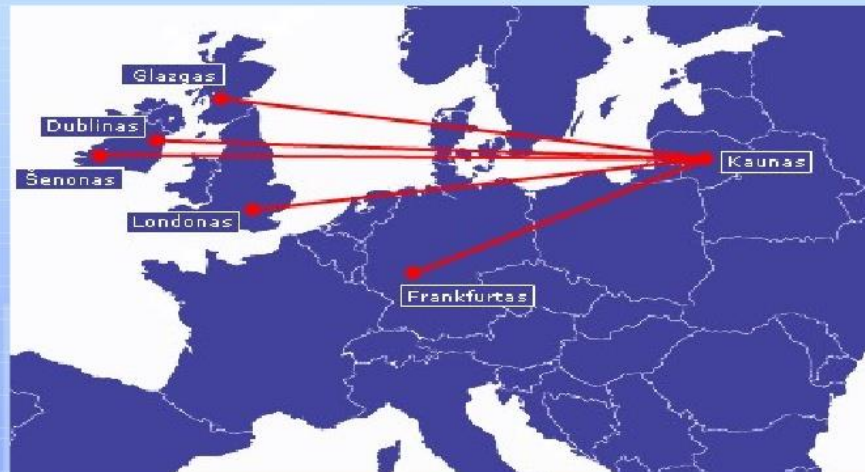 Glazgas
Dublinas
Šenonas
Kaunas
Londonas
Frankfurtas